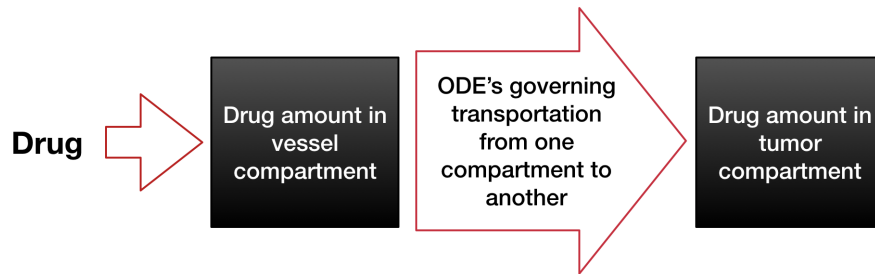 Drug
Drug amount in
vessel
compartment
ODE's governing
transportation
from one
compartment to
another
Drug amount in
tumor
compartment